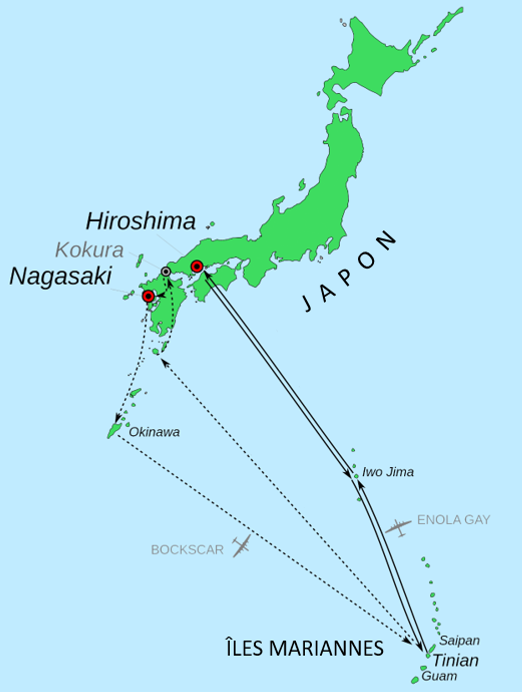 Hiroshima
Kokura
Nagasaki
JAPON
Okinawa
Iwo Jima
ENOLA GAY
BOCKSCAR
ÎLES MARIANNES
Saipan
Tinian
Guam